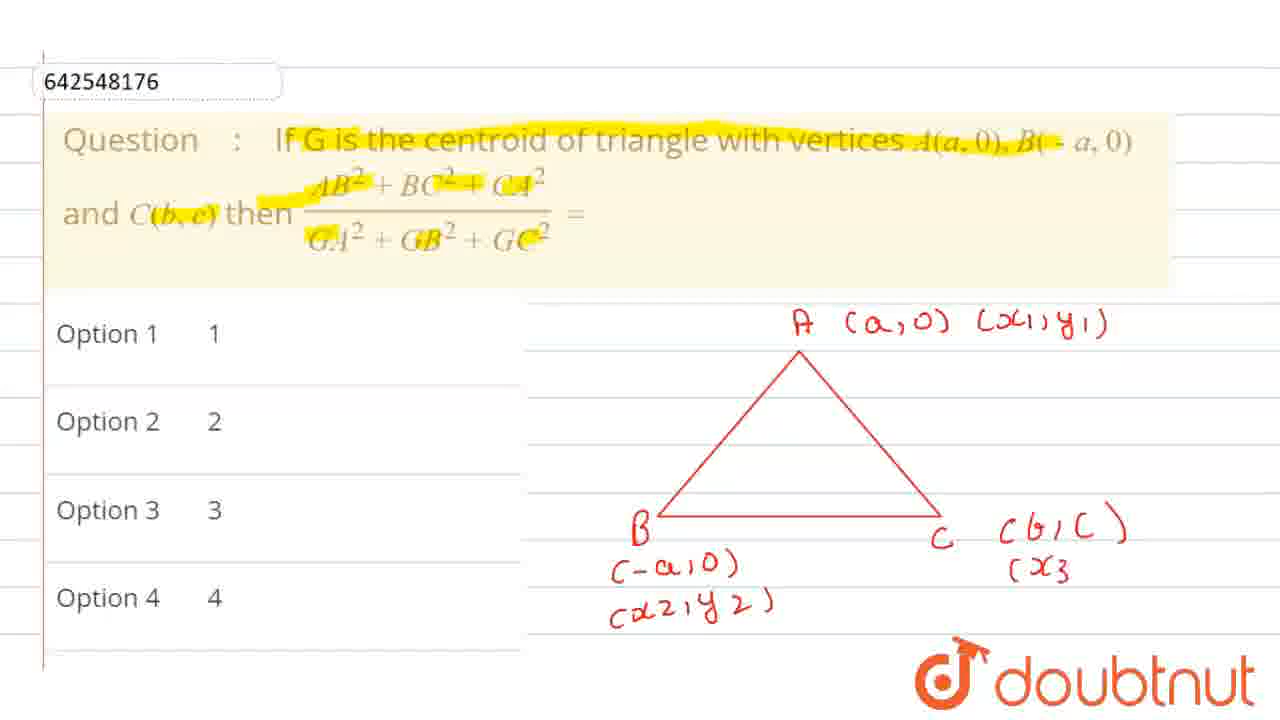 642548176
Question : If G is the centroid of triangle with vertices A(a, 0), B( - a, 0)
and C(b, c) then \frac{AB^2 + BC^2 + CA^2}{GA^2 + GB^2 + GC^2} =
Option 1 1
Option 2 2
Option 3 3
Option 4 4
A (a, 0) (x1, y1)
B
C (b, c)
(-a, 0)
(x3
(x2, y2)
doubtnut